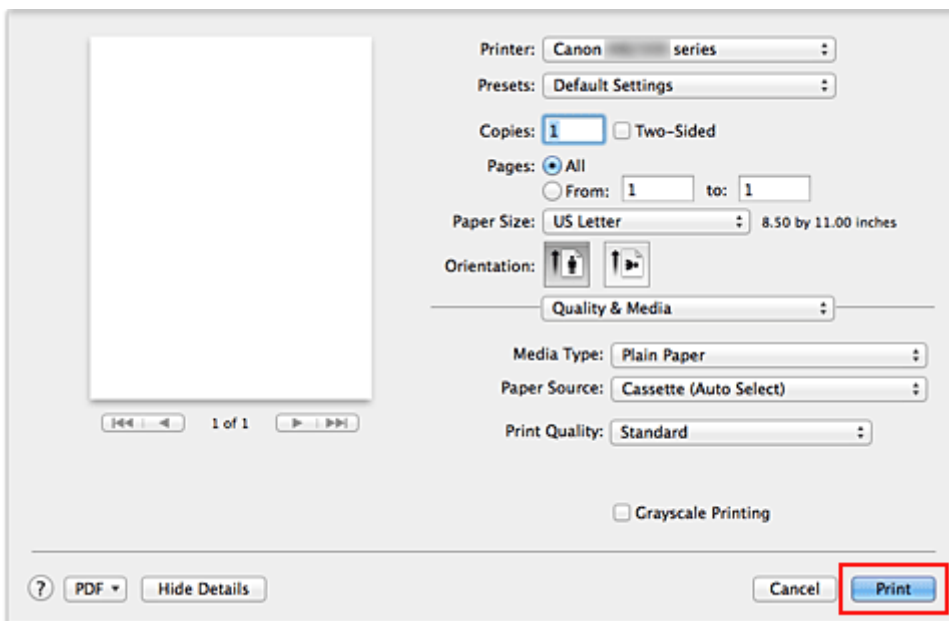 Printer: Canon series
Presets: Default Settings
Copies: 1 Two-Sided
Pages: All
From: 1 to: 1
Paper Size: US Letter 8.50 by 11.00 inches
Orientation:
Quality & Media
Media Type: Plain Paper
Paper Source: Cassette (Auto Select)
1 of 1
Print Quality: Standard
Grayscale Printing
? PDF Hide Details Cancel Print